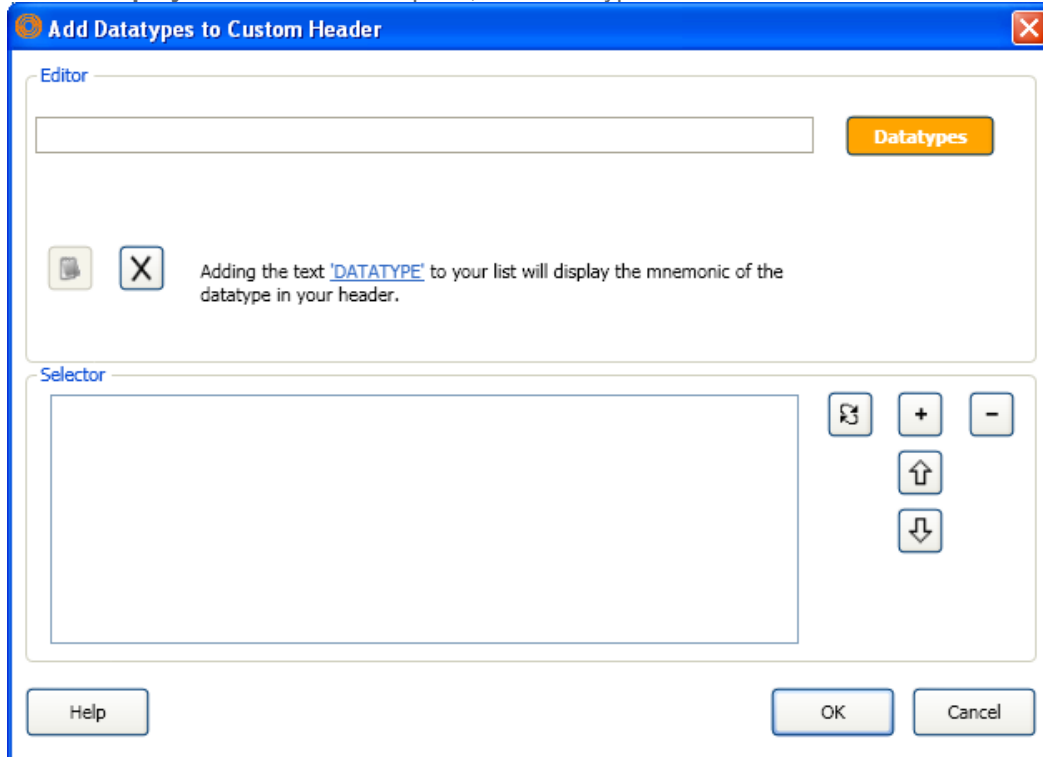 Add Datatypes to Custom Header
Editor
Datatypes
X
Adding the text 'DATATYPE' to your list will display the mnemonic of the
datatype in your header.
Selector
+ -
Help
OK
Cancel